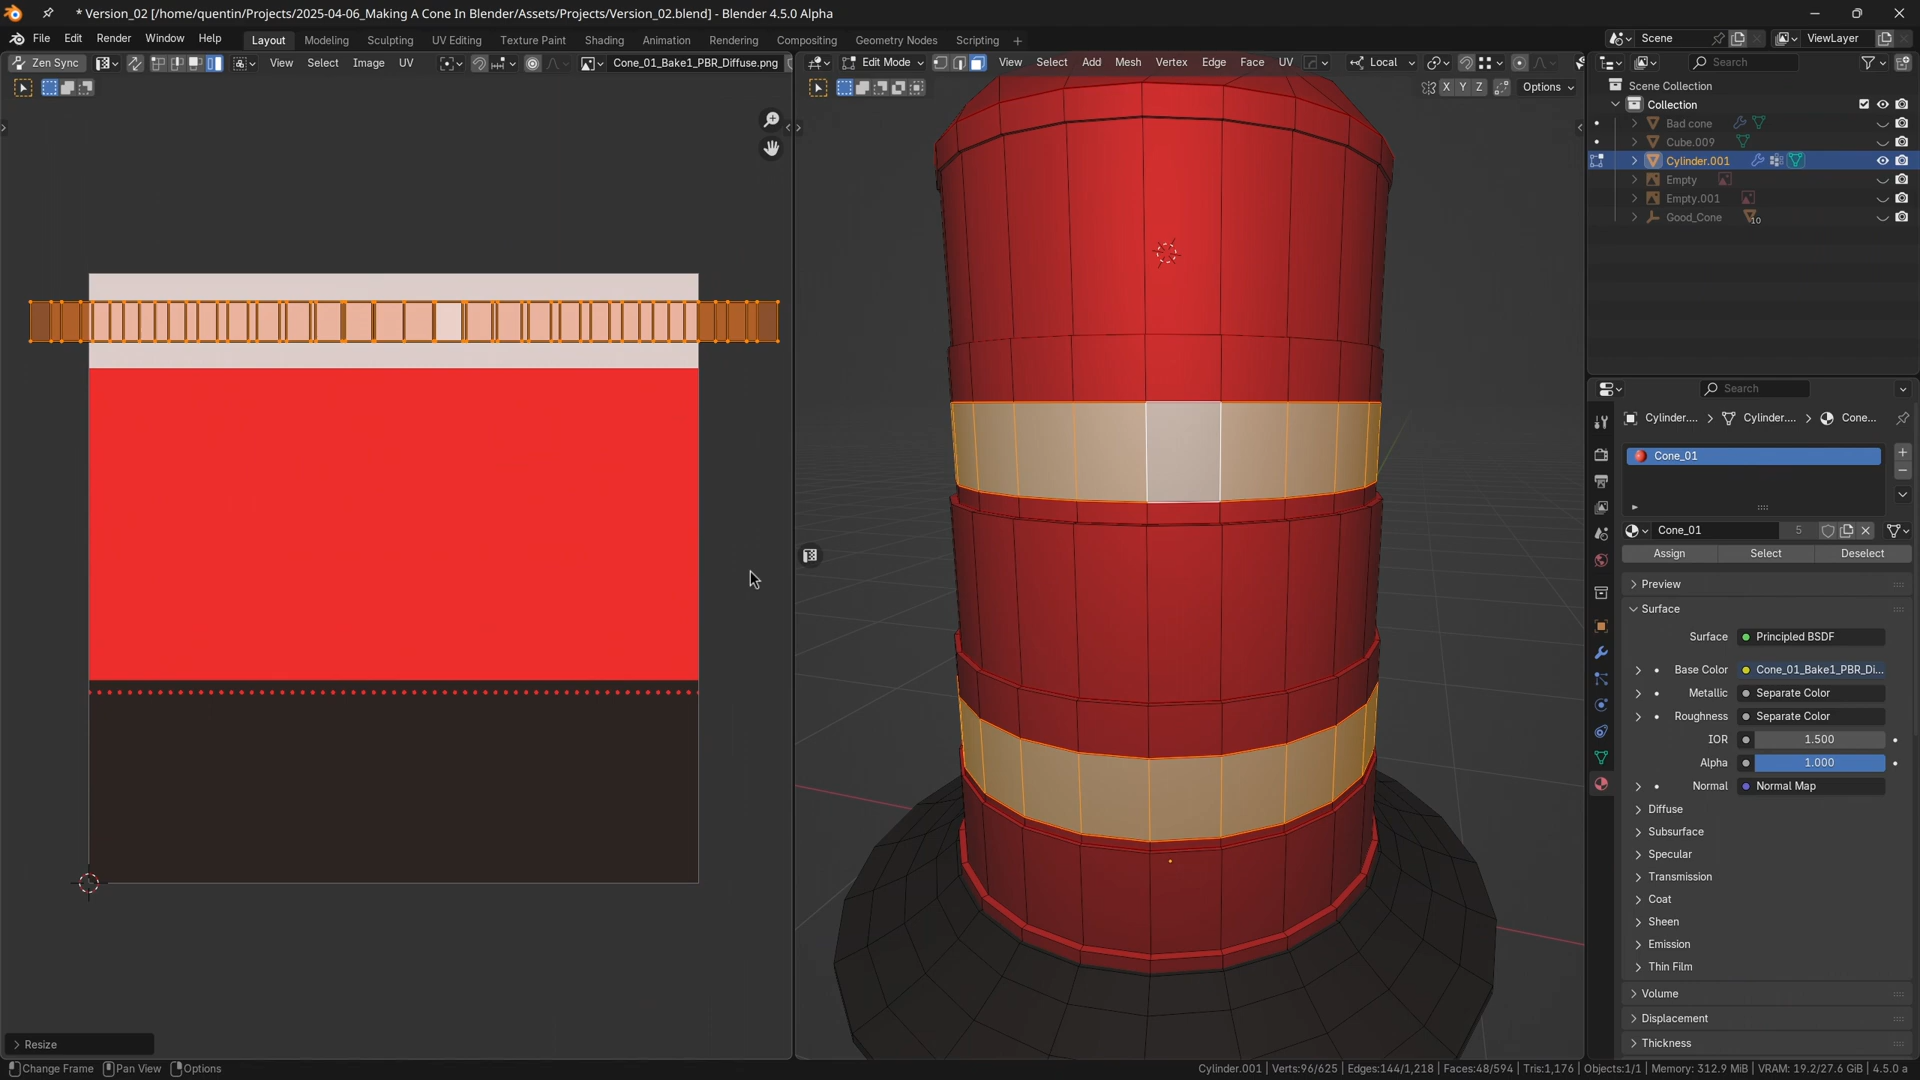 * Version_02 [/home/quentin/Projects/2025-04-06_Making A Cone In Blender/Assets/Projects/Version_02.blend] - Blender 4.5.0 Alpha
File Edit Render Window Help Layout Modeling Sculpting UV Editing Texture Paint Shading Animation Rendering Compositing Geometry Nodes Scripting + Scene ViewLayer
Zen Sync View Select Image UV Cone_01_Bake1_PBR_Diffuse.png Edit Mode View Select Add Mesh Vertex Edge Face UV Local Search
X Y Z Options
Scene Collection
Collection
Bad cone
Cube.009
Cylinder.001
Empty
Empty.001
Good_Cone 10
Search
Cylinder.... > Cylinder.... > Cone...
Cone_01
Cone_01 5
Assign Select Deselect
Preview
Surface
Surface Principled BSDF
Base Color Cone_01_Bake1_PBR_Di...
Metallic Separate Color
Roughness Separate Color
IOR 1.500
Alpha 1.000
Normal Normal Map
Diffuse
Subsurface
Specular
Transmission
Coat
Sheen
Emission
Thin Film
Volume
Displacement
Thickness
Resize
Change Frame Pan View Options Cylinder.001 | Verts:96/625 | Edges:144/1,218 | Faces:48/594 | Tris:1,176 | Objects:1/1 | Memory: 312.9 MiB | VRAM: 19.2/27.6 GiB | 4.5.0 a